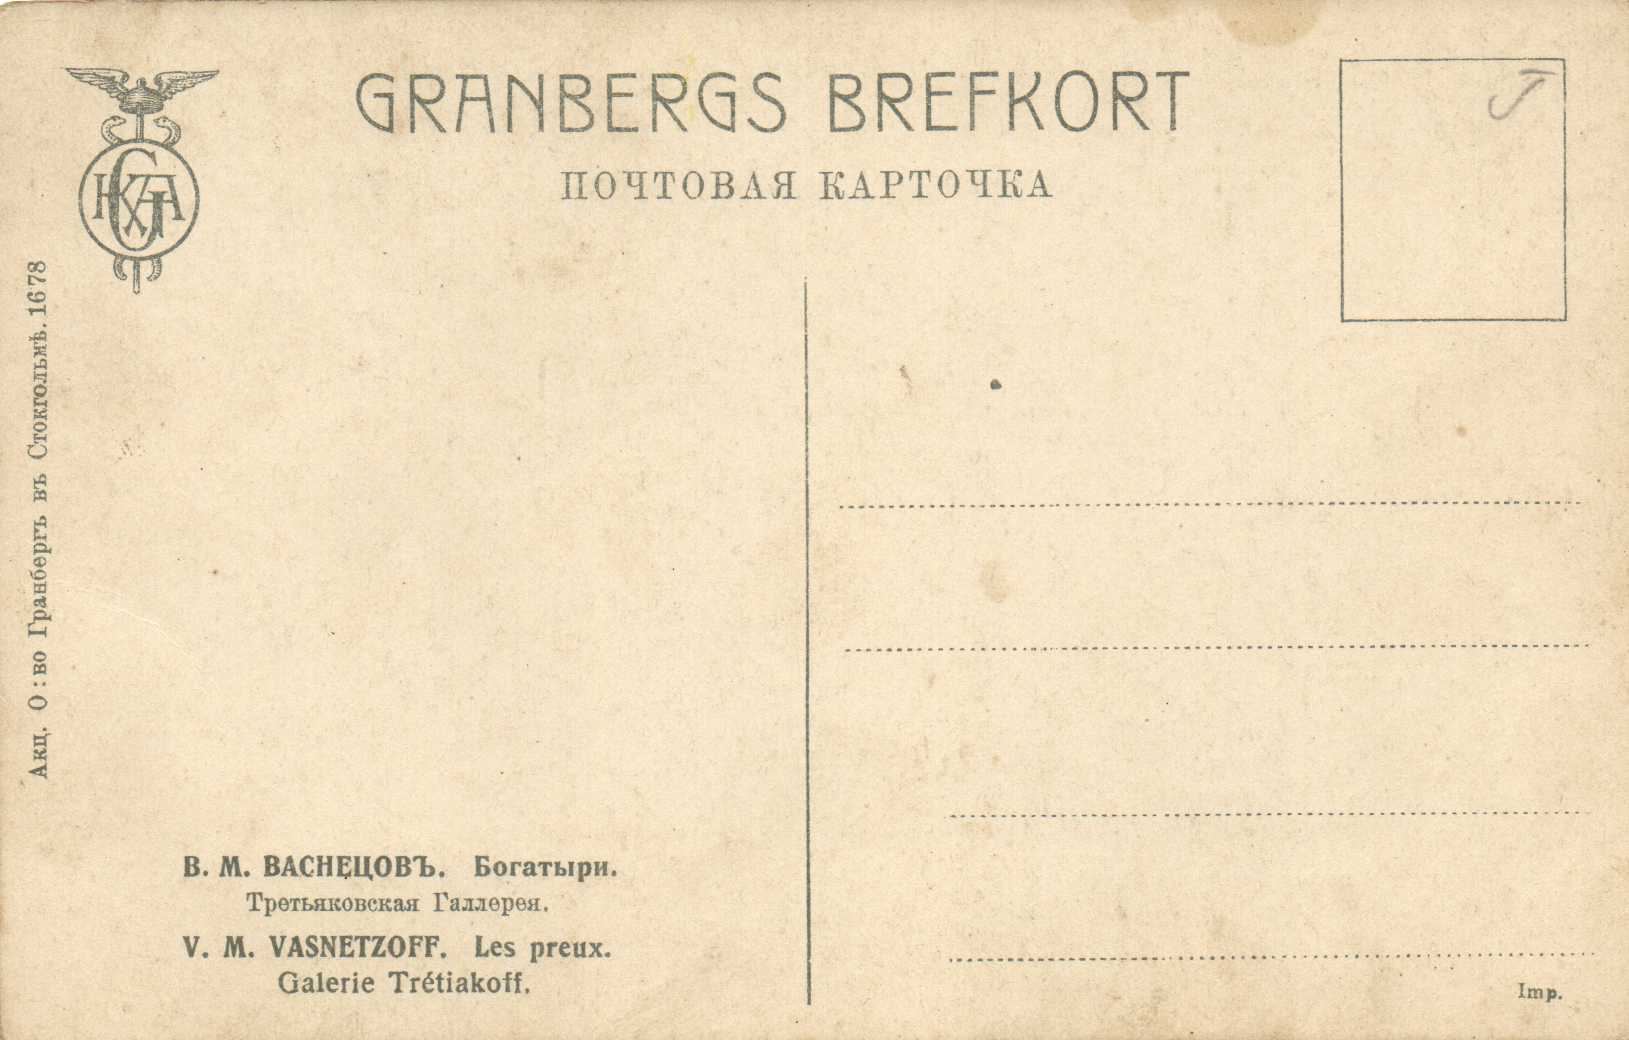 GRANBERGS BREFKORT
ПОЧТОВАЯ КАРТОЧКА
Акц. О:во Гранбергъ въ Стокгольмѣ. 1678
В. М. ВАСНЕЦОВЪ. Богатыри.
Третьяковская Галлерея.
V. M. VASNETZOFF. Les preux.
Galerie Trétiakoff.
Imp.